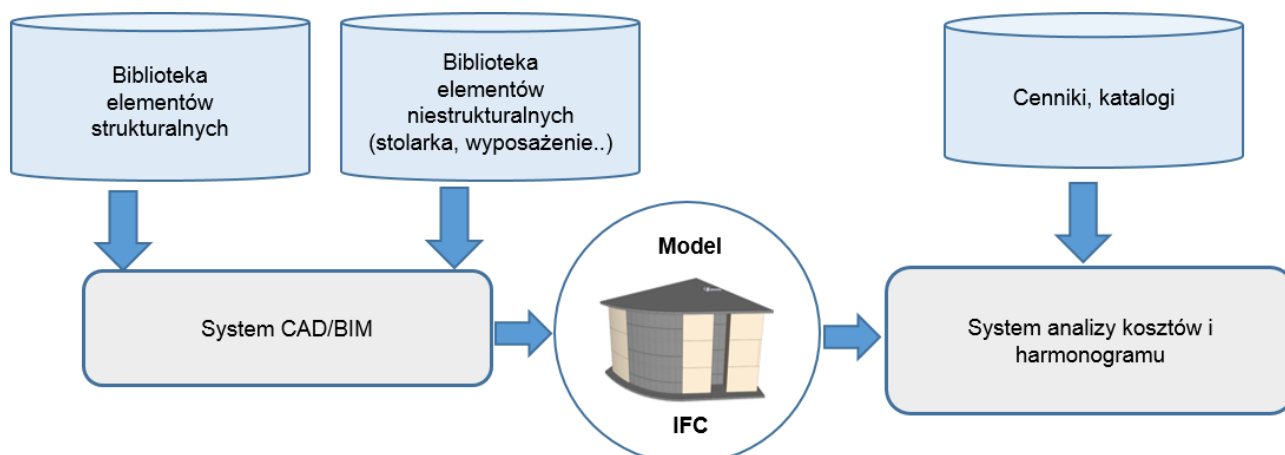 Biblioteka
elementów
strukturalnych
Biblioteka
elementów
niestrukturalnych
(stolarka, wyposażenie..)
Cenniki, katalogi
System CAD/BIM
Model
IFC
System analizy kosztów i
harmonogramu